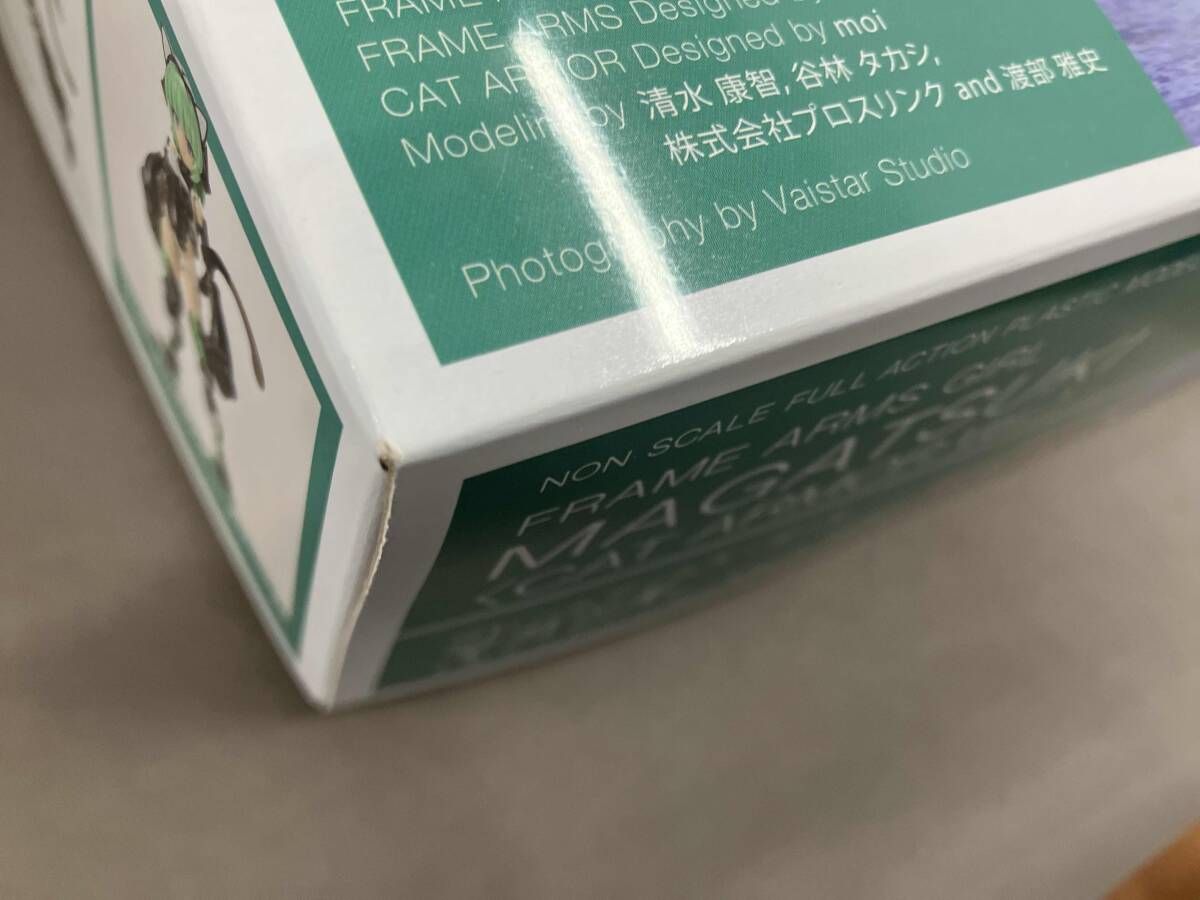 FRAME
FRAME ARMS Designed by
CAT ARMOR Designed by moi
Modeling by 清水 康智, 谷林 タカシ,
株式会社プロスリンク and 渡部 雅史
Photography by Vaistar Studio
NON SCALE FULL ACTION PLASTIC MODEL
FRAME ARMS GIRL
MAGATSUKI